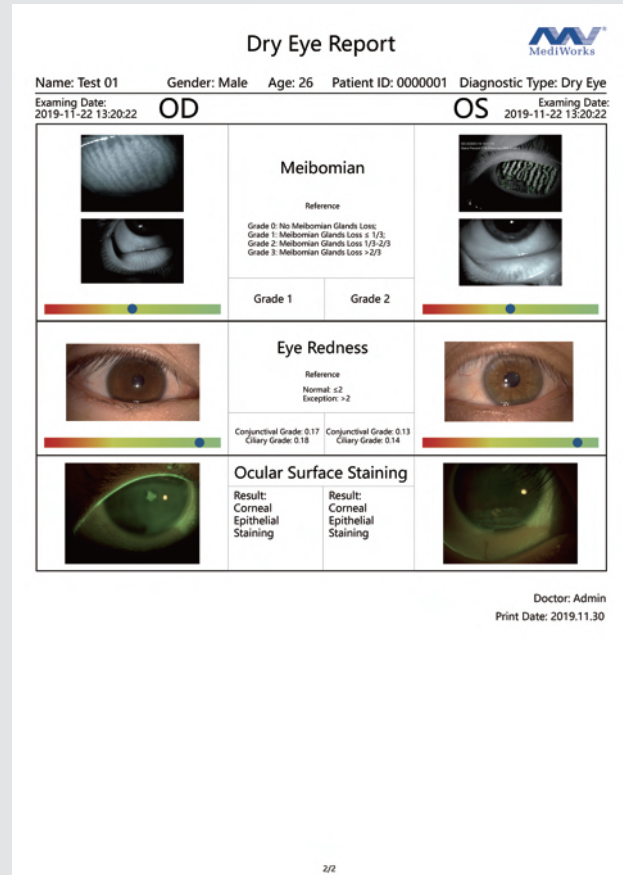 Dry Eye Report
MediWorks
Name: Test 01 Gender: Male Age: 26 Patient ID: 0000001 Diagnostic Type: Dry Eye
Examing Date:
2019-11-22 13:20:22
OD
OS
Examing Date:
2019-11-22 13:20:22
Meibomian
Reference
Grade 0: No Meibomian Glands Loss;
Grade 1: Meibomian Glands Loss ≤ 1/3;
Grade 2: Meibomian Glands Loss 1/3-2/3
Grade 3: Meibomian Glands Loss >2/3
Grade 1
Grade 2
Eye Redness
Reference
Normal: ≤2
Exception: >2
Conjunctival Grade: 0.17
Ciliary Grade: 0.18
Conjunctival Grade: 0.13
Ciliary Grade: 0.14
Ocular Surface Staining
Result:
Corneal
Epithelial
Staining
Result:
Corneal
Epithelial
Staining
Doctor: Admin
Print Date: 2019.11.30
2/2